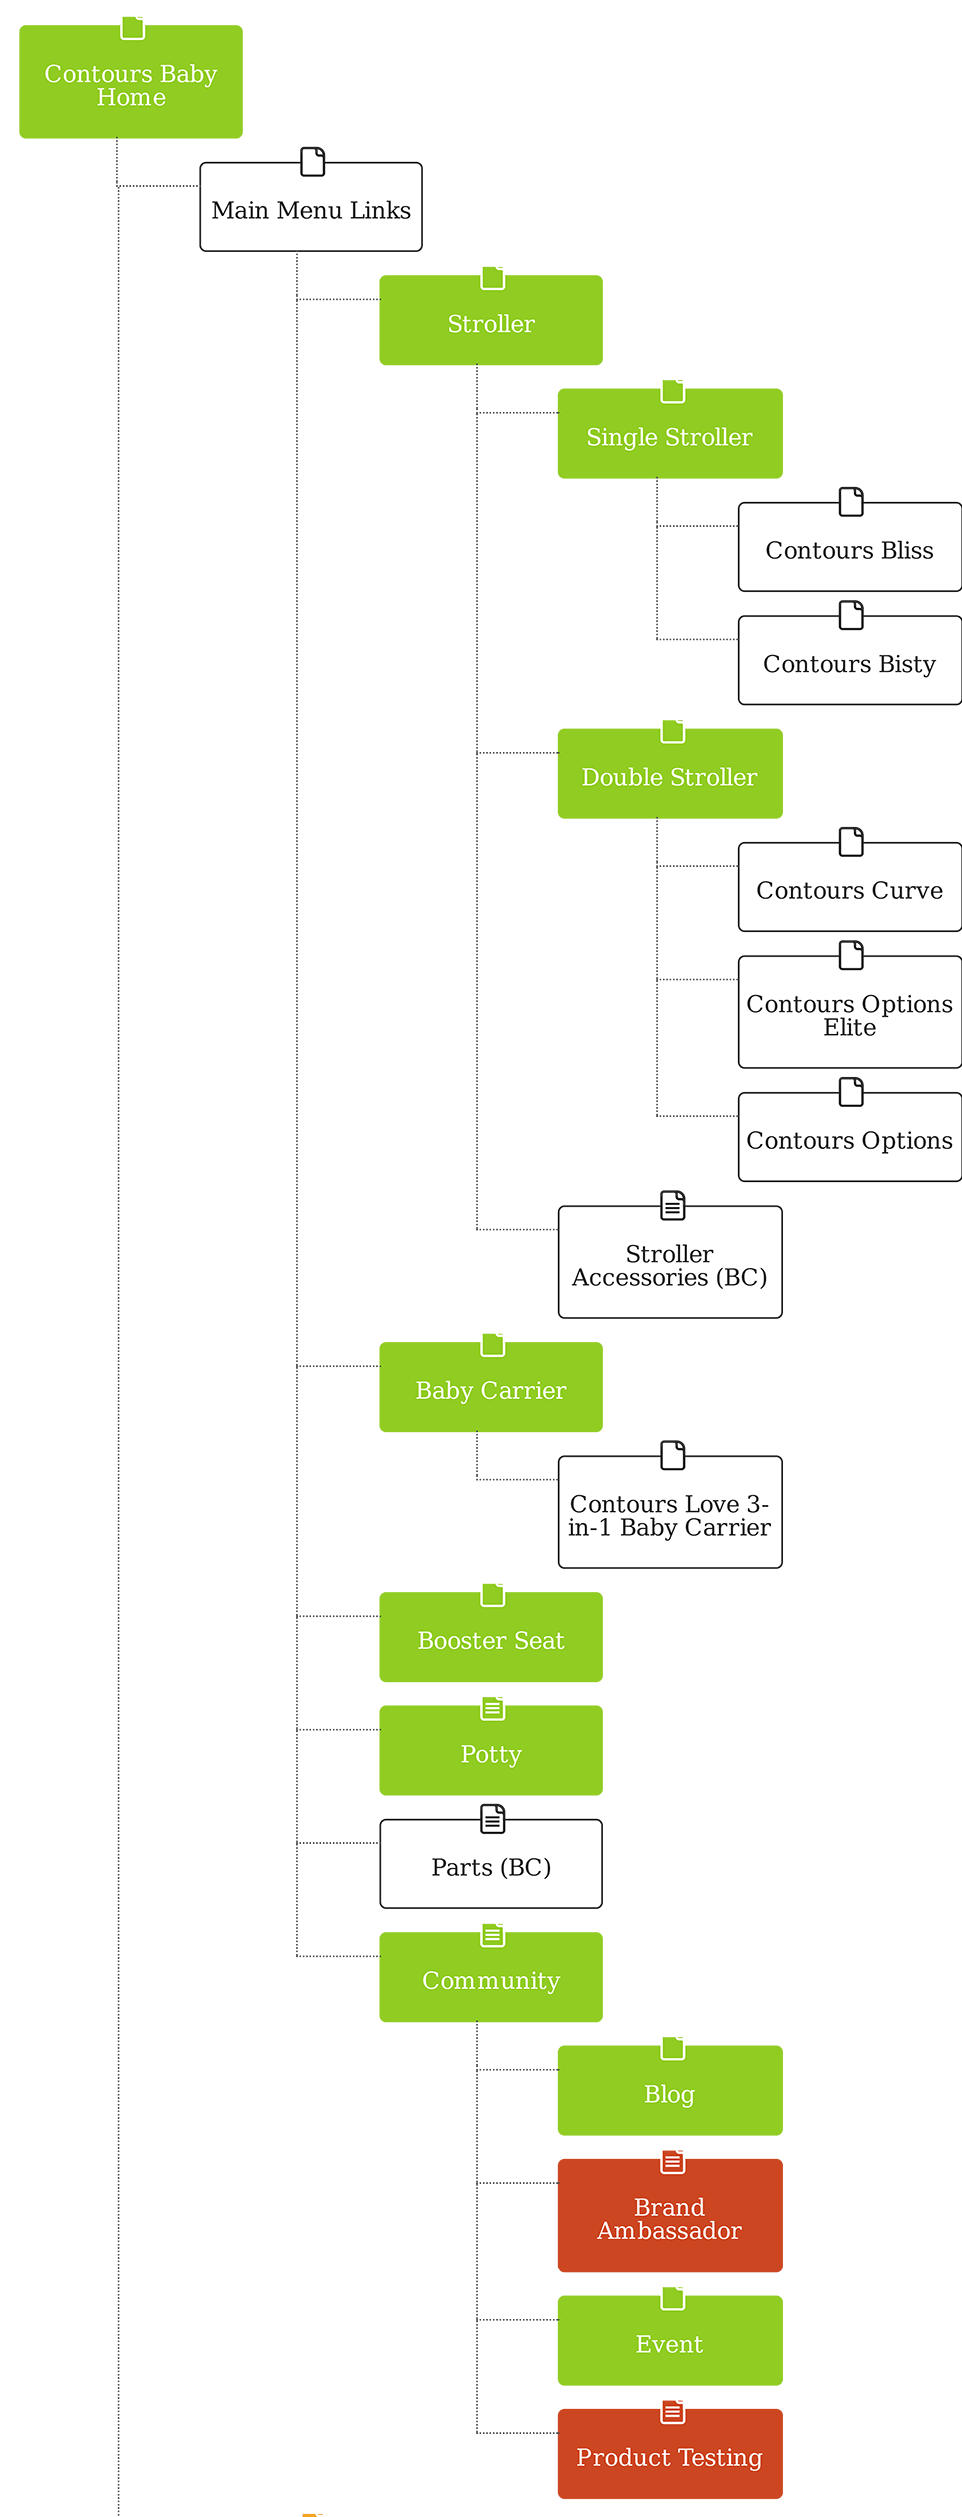 Contours Baby
Home
Main Menu Links
Stroller
Single Stroller
Contours Bliss
Contours Bisty
Double Stroller
Contours Curve
Contours Options
Elite
Contours Options
Stroller
Accessories (BC)
Baby Carrier
Contours Love 3-
in-1 Baby Carrier
Booster Seat
Potty
Parts (BC)
Community
Blog
Brand
Ambassador
Event
Product Testing